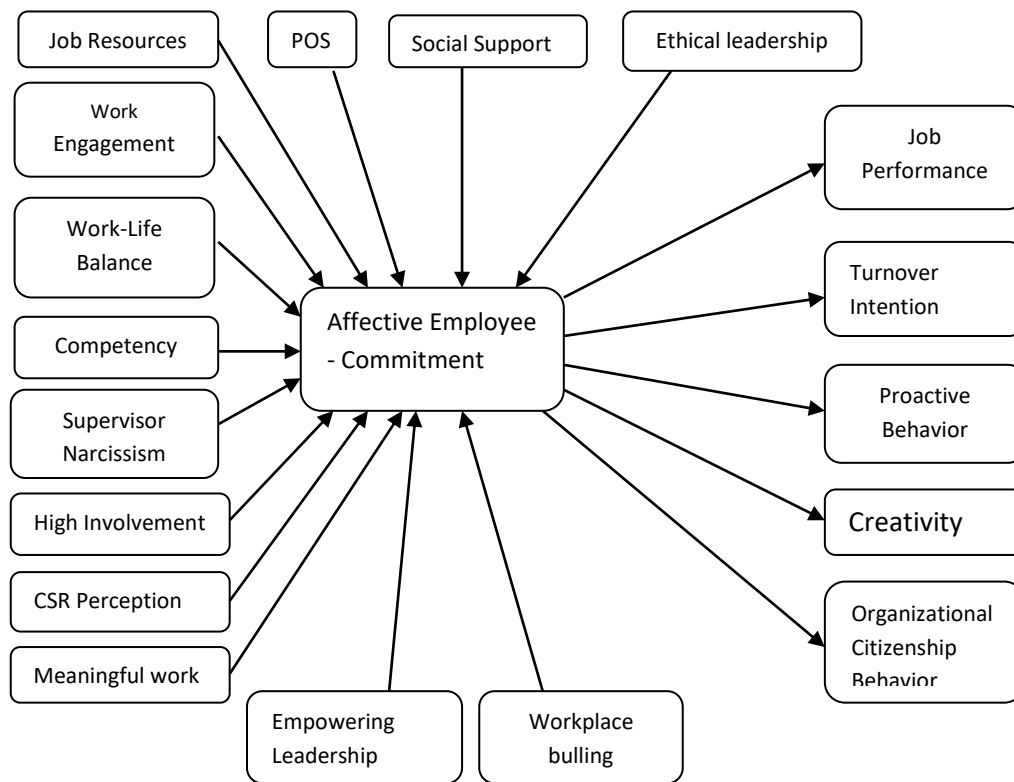 Job Resources
POS
Social Support
Ethical leadership
Work
Engagement
Job
Performance
Work-Life
Balance
Turnover
Intention
Affective Employee
- Commitment
Competency
Proactive
Behavior
Supervisor
Narcissism
High Involvement
Creativity
CSR Perception
Organizational
Citizenship
Behavior
Meaningful work
Empowering
Leadership
Workplace
bulling